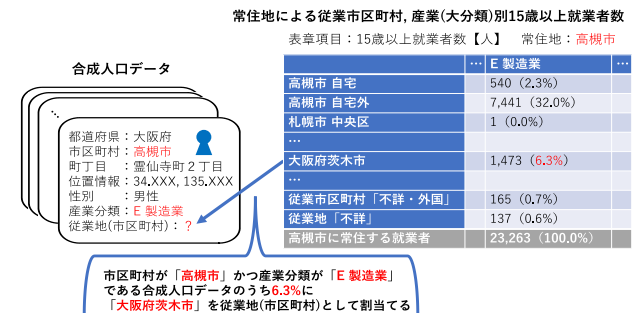 常住地による従業市区町村, 産業(大分類)別15歳以上就業者数
表章項目：15歳以上就業者数【人】　常住地：高槻市
合成人口データ
…
都道府県：大阪府
市区町村：高槻市
町丁目　：霊仙寺町２丁目
位置情報：34.XXX, 135.XXX
性別　　：男性
産業分類：E 製造業
従業地(市区町村)：？
… E 製造業 …
高槻市 自宅 540（2.3%）
高槻市 自宅外 7,441（32.0%）
札幌市 中央区 1（0.0%）
…
大阪府茨木市 1,473（6.3%）
…
従業市区町村「不詳・外国」 165（0.7%）
従業地「不詳」 137（0.6%）
高槻市に常住する就業者 23,263（100.0%）
市区町村が「高槻市」かつ産業分類が「E 製造業」
である合成人口データのうち6.3%に
「大阪府茨木市」を従業地(市区町村)として割当てる